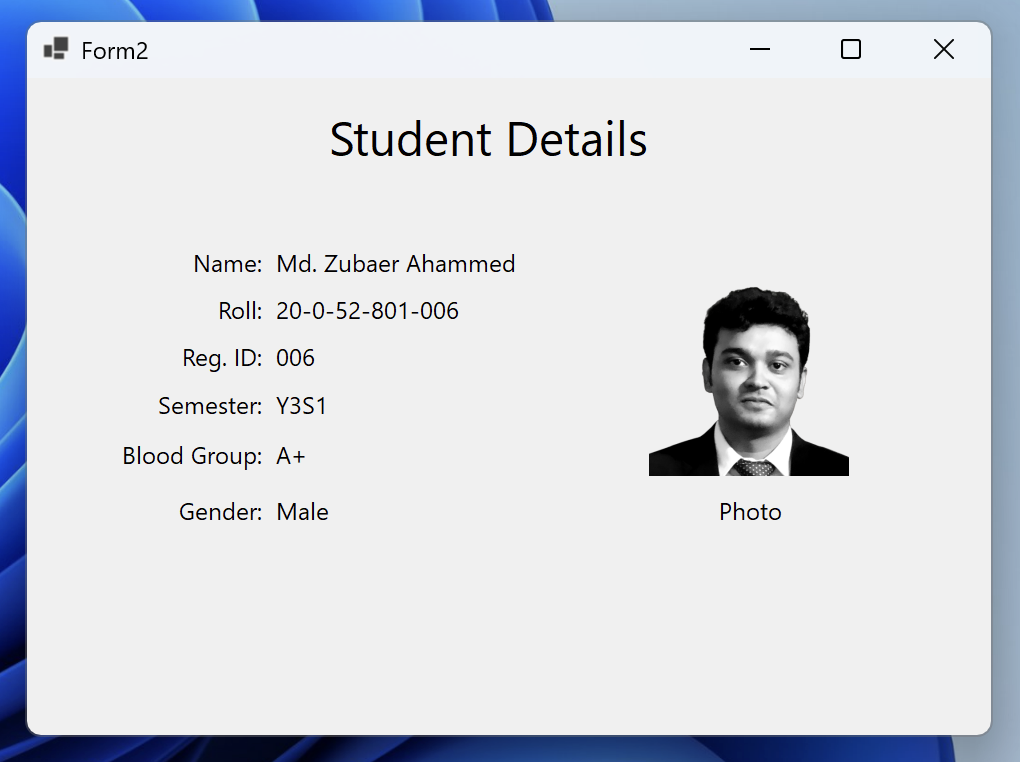 Form2
Student Details
Name: Md. Zubaer Ahammed
Roll: 20-0-52-801-006
Reg. ID: 006
Semester: Y3S1
Blood Group: A+
Gender: Male
Photo